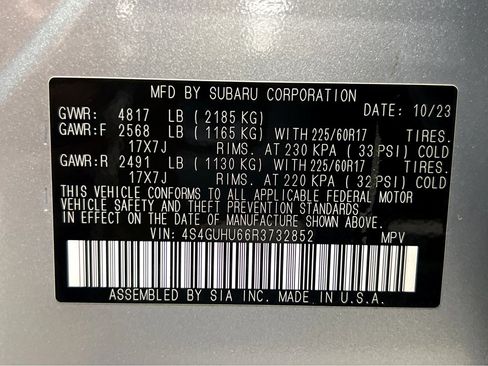 MFD BY SUBARU CORPORATION
GVWR: 4817 LB ( 2185 KG) DATE: 10/23
GAWR:F 2568 LB ( 1165 KG) WITH 225/60R17 TIRES.
17X7J RIMS. AT 230 KPA ( 33 PSI) COLD
GAWR:R 2491 LB ( 1130 KG) WITH 225/60R17 TIRES.
17X7J RIMS. AT 220 KPA ( 32 PSI) COLD
THIS VEHICLE CONFORMS TO ALL APPLICABLE FEDERAL MOTOR
VEHICLE SAFETY AND THEFT PREVENTION STANDARDS
IN EFFECT ON THE DATE OF MANUFACTURE SHOWN ABOVE.
VIN: 4S4GUHU66R3732852 MPV
ASSEMBLED BY SIA INC. MADE IN U.S.A.